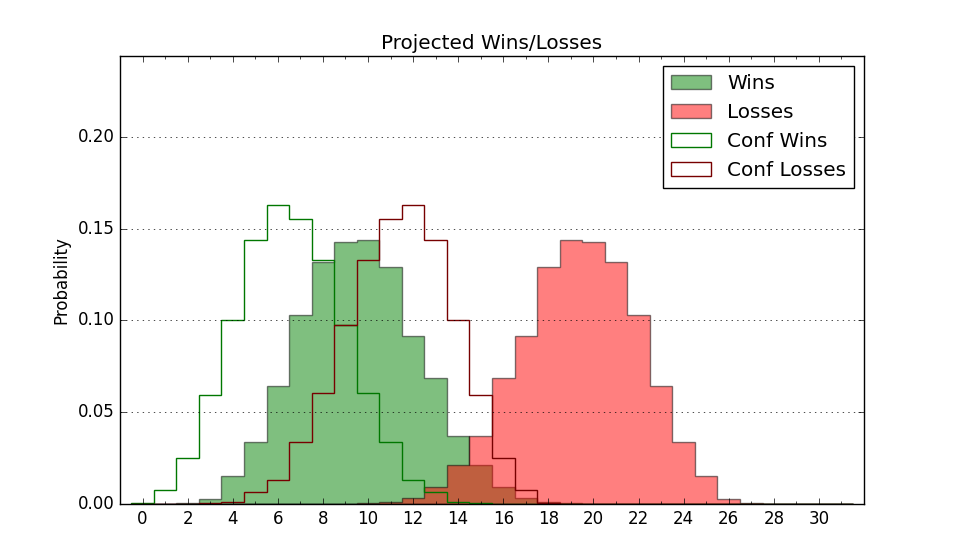 Projected Wins/Losses
Wins
Losses
Conf Wins
Conf Losses
Probability
0.20
0.15
0.10
0.05
0.00
0 2 4 6 8 10 12 14 16 18 20 22 24 26 28 30